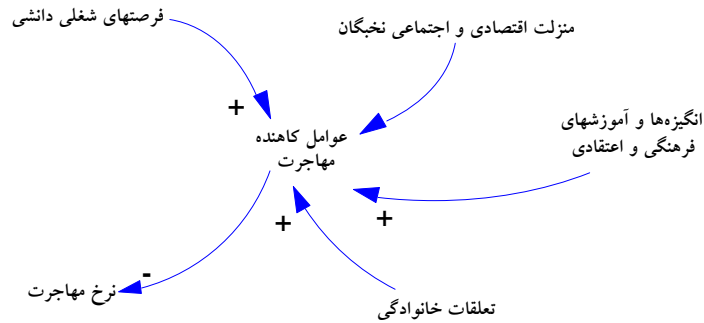 فرصتهای شغلی دانشی
منزلت اقتصادی و اجتماعی نخبگان
+
انگیزه‌ها و آموزشهای
فرهنگی و اعتقادی
عوامل کاهنده
مهاجرت
+
+
-
نرخ مهاجرت
تعلقات خانوادگی